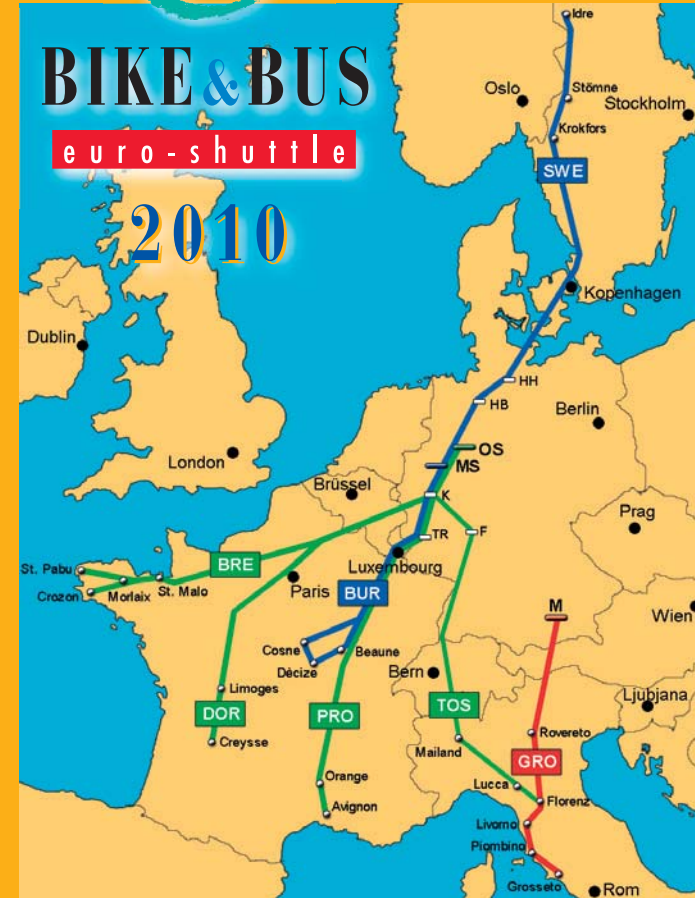 BIKE & BUS
euro-shuttle
2010
Idre
Oslo
Stömne
Stockholm
Krokfors
SWE
Kopenhagen
Dublin
HH
HB
Berlin
London
OS
MS
Brüssel
K
Prag
TR
F
Luxembourg
St. Pabu
BRE
Crozon
Morlaix
St. Malo
Paris
BUR
M
Wien
Cosne
Beaune
Dècize
Bern
Limoges
Ljubjana
DOR
PRO
TOS
Creysse
Mailand
Rovereto
GRO
Orange
Lucca
Florenz
Avignon
Livorno
Piombino
Grosseto
Rom